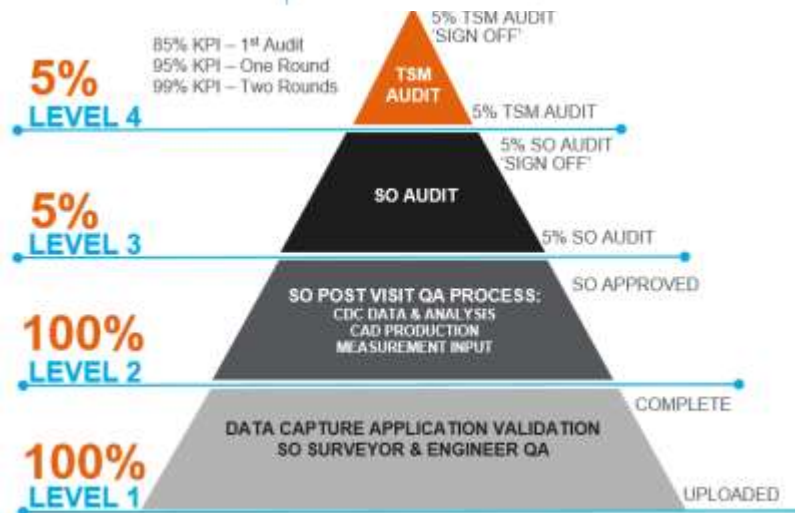 5% TSM AUDIT
'SIGN OFF'
85% KPI – 1st Audit
95% KPI – One Round
99% KPI – Two Rounds
5%
LEVEL 4
TSM
AUDIT
5% TSM AUDIT
5% SO AUDIT
'SIGN OFF'
5%
LEVEL 3
SO AUDIT
5% SO AUDIT
SO APPROVED
100%
LEVEL 2
SO POST VISIT QA PROCESS:
CDC DATA & ANALYSIS
CAD PRODUCTION
MEASUREMENT INPUT
COMPLETE
100%
LEVEL 1
DATA CAPTURE APPLICATION VALIDATION
SO SURVEYOR & ENGINEER QA
UPLOADED